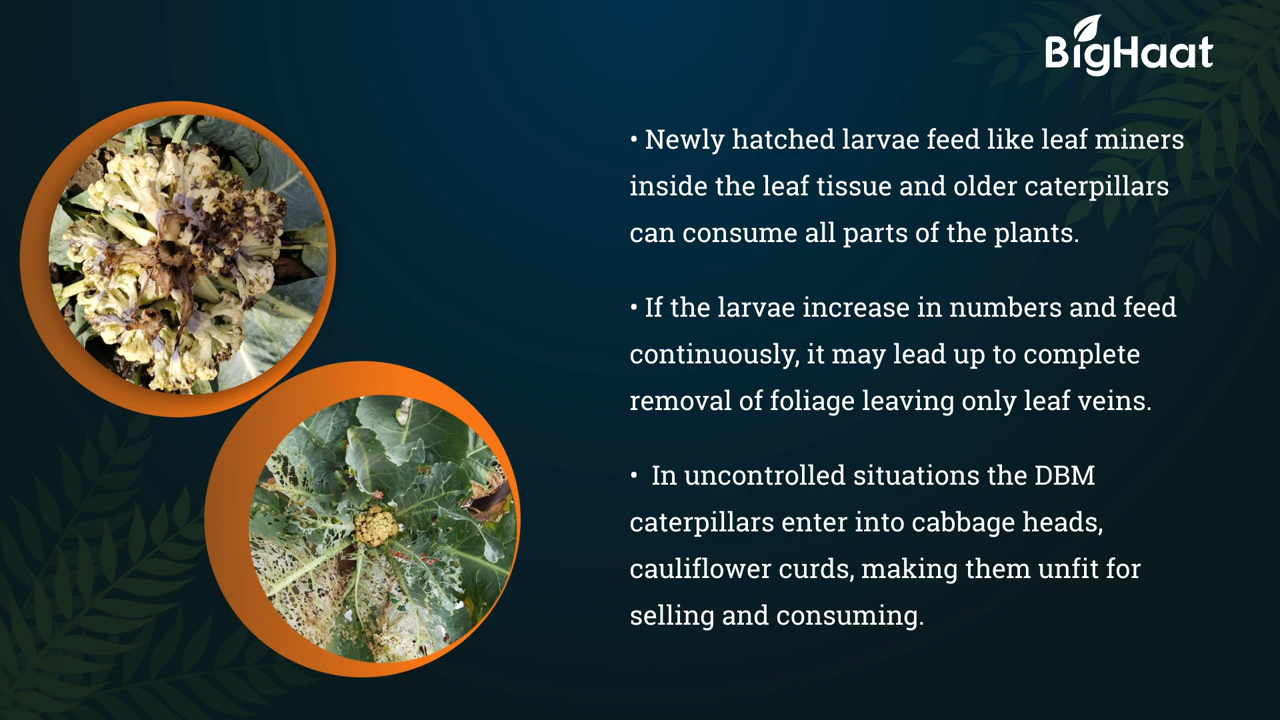 BigHaat
• Newly hatched larvae feed like leaf miners
inside the leaf tissue and older caterpillars
can consume all parts of the plants.
• If the larvae increase in numbers and feed
continuously, it may lead up to complete
removal of foliage leaving only leaf veins.
• In uncontrolled situations the DBM
caterpillars enter into cabbage heads,
cauliflower curds, making them unfit for
selling and consuming.